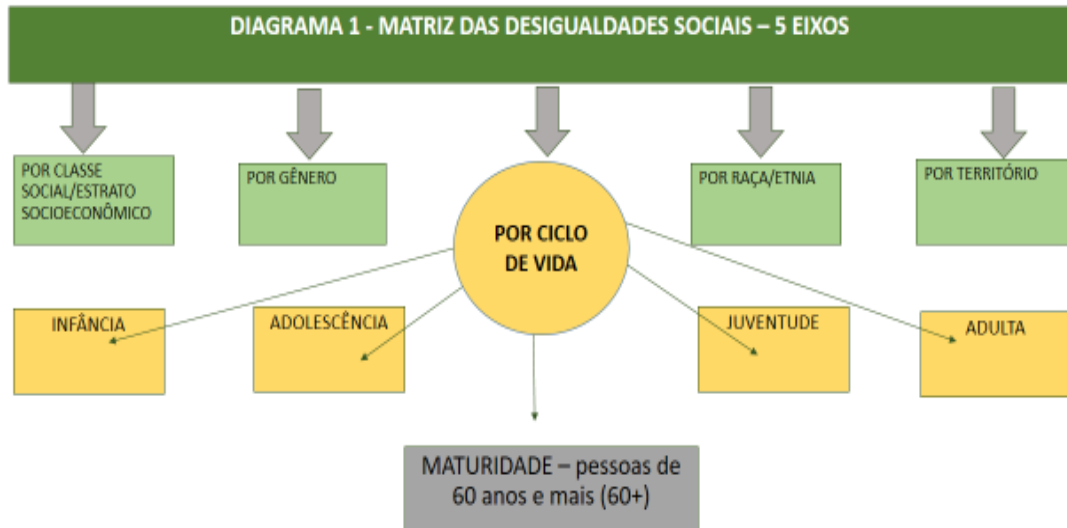 DIAGRAMA 1 - MATRIZ DAS DESIGUALDADES SOCIAIS – 5 EIXOS
POR CLASSE
SOCIAL/ESTRATO
SOCIOECONÔMICO
POR GÊNERO
POR CICLO
DE VIDA
POR RAÇA/ETNIA
POR TERRITÓRIO
INFÂNCIA
ADOLESCÊNCIA
JUVENTUDE
ADULTA
MATURIDADE – pessoas de
60 anos e mais (60+)